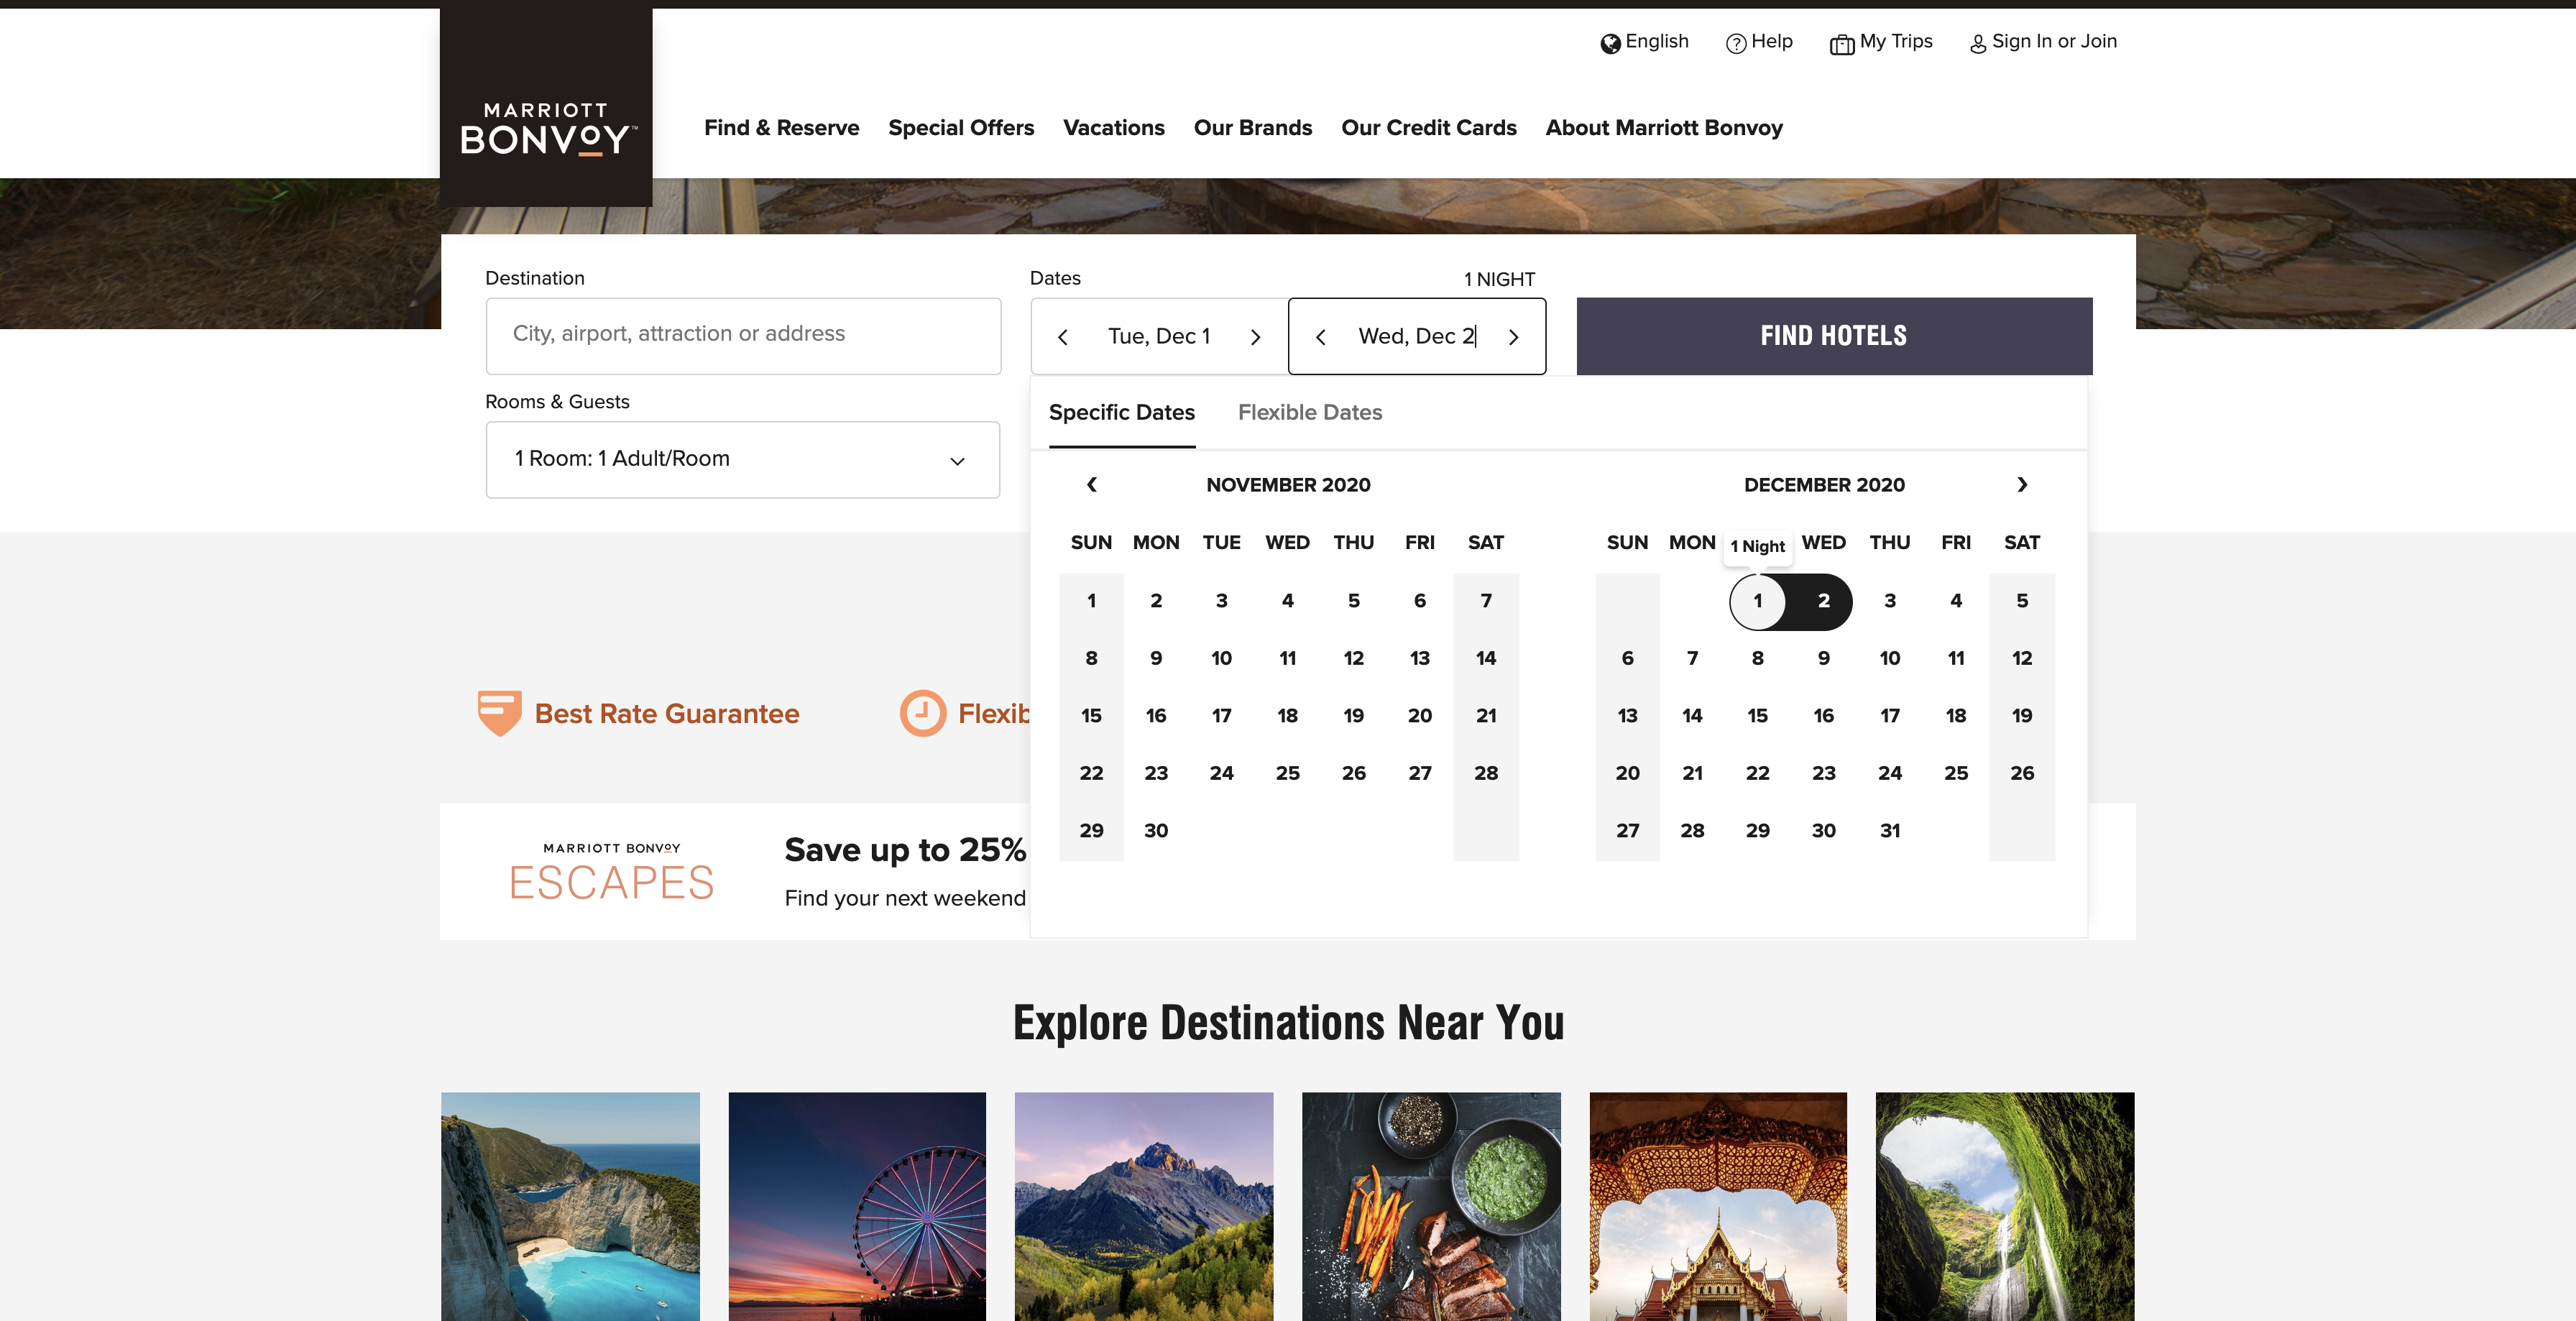 English
Help
My Trips
Sign In or Join
MARRIOTT
BONVOY™
Find & Reserve
Special Offers
Vacations
Our Brands
Our Credit Cards
About Marriott Bonvoy
Destination
City, airport, attraction or address
Dates
1 NIGHT
Tue, Dec 1
Wed, Dec 2
FIND HOTELS
Rooms & Guests
1 Room: 1 Adult/Room
Specific Dates
Flexible Dates
NOVEMBER 2020
SUN MON TUE WED THU FRI SAT
1 2 3 4 5 6 7
8 9 10 11 12 13 14
15 16 17 18 19 20 21
22 23 24 25 26 27 28
29 30
DECEMBER 2020
SUN MON WED THU FRI SAT
1 Night
1 2 3 4 5
6 7 8 9 10 11 12
13 14 15 16 17 18 19
20 21 22 23 24 25 26
27 28 29 30 31
Best Rate Guarantee
Flexib
MARRIOTT BONVOY
ESCAPES
Save up to 25%
Find your next weekend
Explore Destinations Near You